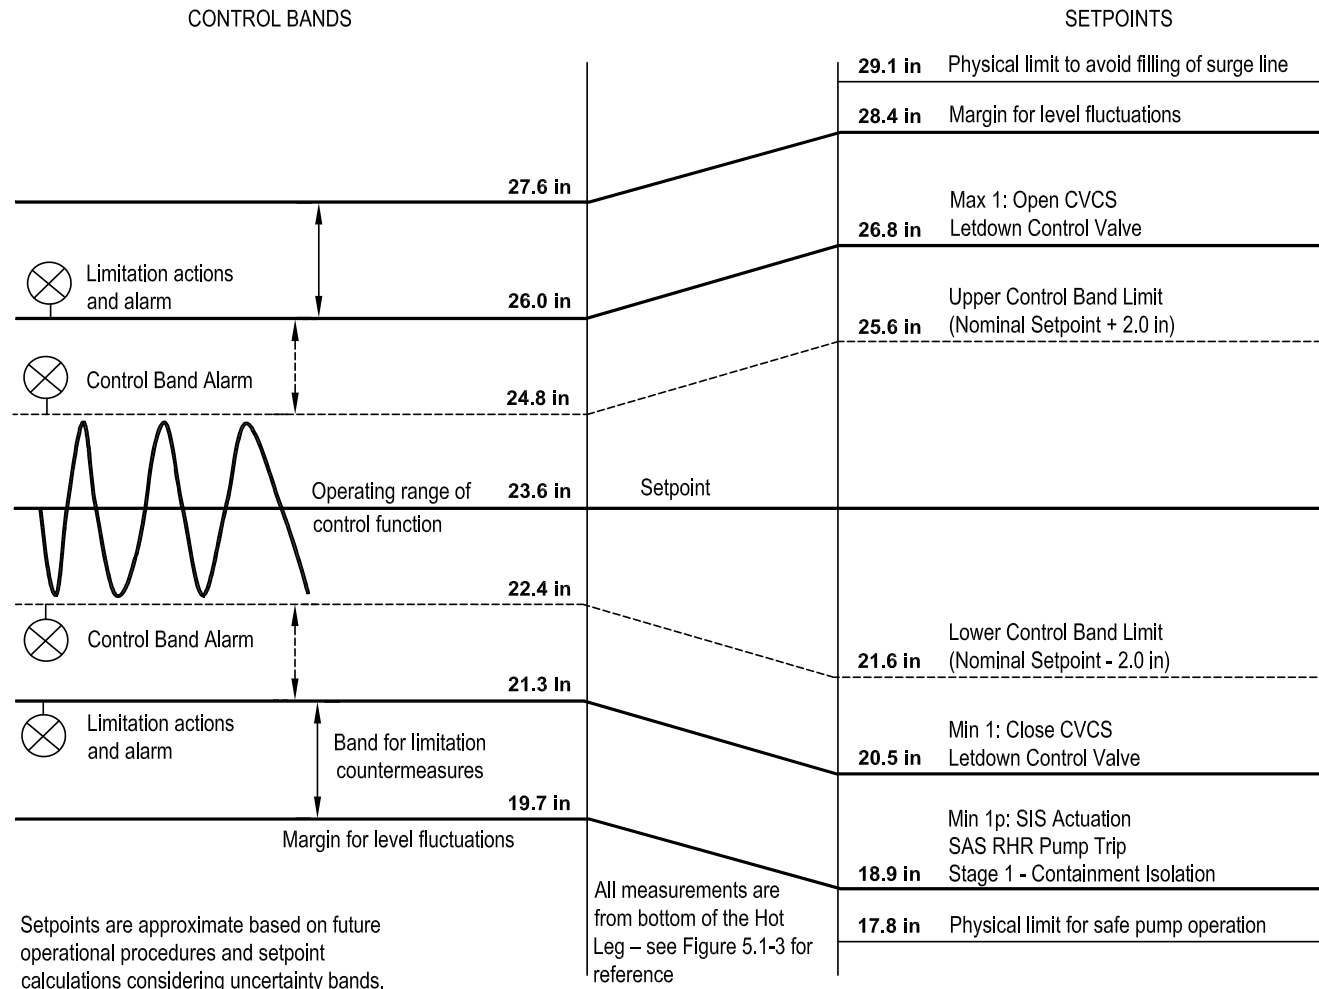 CONTROL BANDS
SETPOINTS
29.1 in Physical limit to avoid filling of surge line
28.4 in Margin for level fluctuations
27.6 in
Max 1: Open CVCS
26.8 in Letdown Control Valve
Limitation actions
and alarm
26.0 in
Upper Control Band Limit
25.6 in (Nominal Setpoint + 2.0 in)
Control Band Alarm
24.8 in
Operating range of
control function
23.6 in
Setpoint
22.4 in
Control Band Alarm
Lower Control Band Limit
21.6 in (Nominal Setpoint - 2.0 in)
21.3 In
Limitation actions
and alarm
Band for limitation
countermeasures
Min 1: Close CVCS
20.5 in Letdown Control Valve
19.7 in
Margin for level fluctuations
Min 1p: SIS Actuation
SAS RHR Pump Trip
18.9 in Stage 1 - Containment Isolation
17.8 in Physical limit for safe pump operation
All measurements are
from bottom of the Hot
Leg – see Figure 5.1-3 for
reference
Setpoints are approximate based on future
operational procedures and setpoint
calculations considering uncertainty bands.